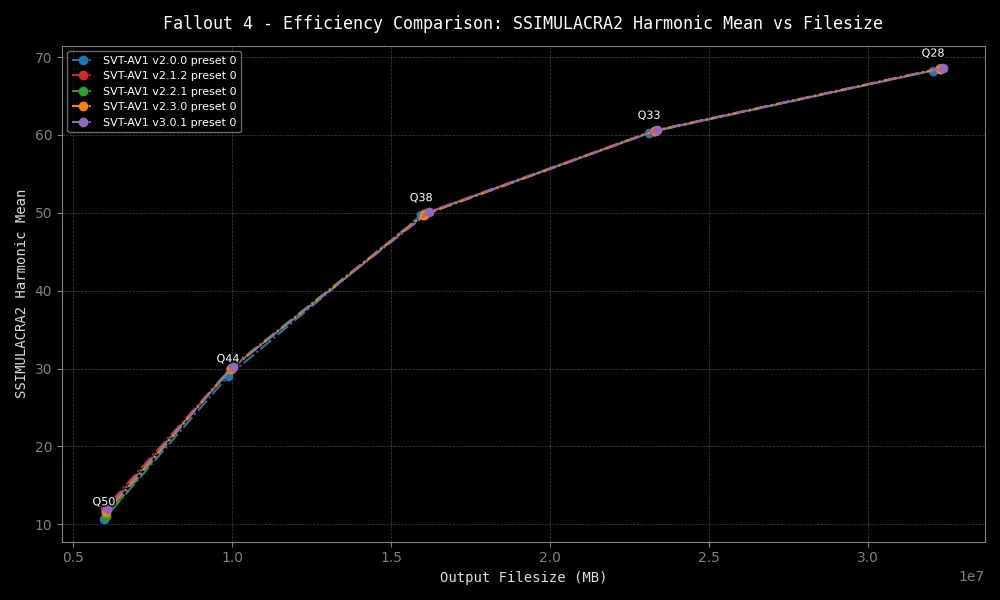 Fallout 4 - Efficiency Comparison: SSIMULACRA2 Harmonic Mean vs Filesize
SVT-AV1 v2.0.0 preset 0
SVT-AV1 v2.1.2 preset 0
SVT-AV1 v2.2.1 preset 0
SVT-AV1 v2.3.0 preset 0
SVT-AV1 v3.0.1 preset 0
Q28
Q33
Q38
Q44
Q50
SSIMULACRA2 Harmonic Mean
70
60
50
40
30
20
10
0.5 1.0 1.5 2.0 2.5 3.0
1e7
Output Filesize (MB)